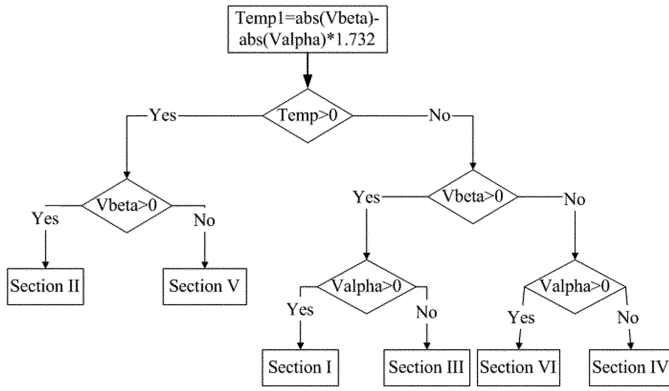 Temp1=abs(Vbeta)-
abs(Valpha)*1.732
Yes
Temp>0
No
Yes
Vbeta>0
No
Yes
Vbeta>0
No
Section II
Section V
Yes
Valpha>0
No
Yes
Valpha>0
No
Section I
Section III
Section VI
Section IV